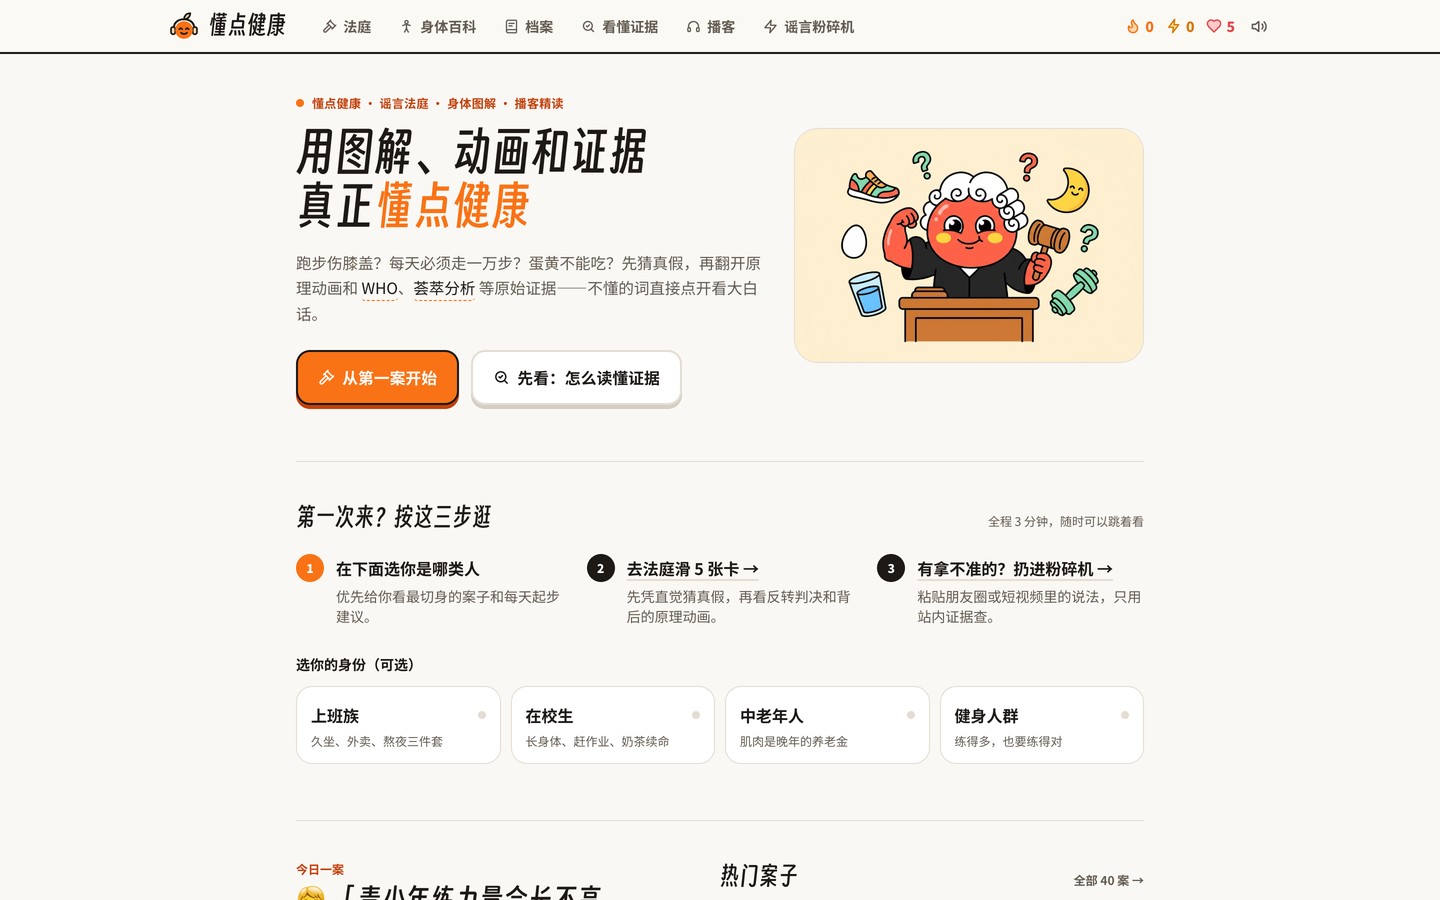 懂点健康
法庭
身体百科
档案
看懂证据
播客
谣言粉碎机
0
0
5
懂点健康 · 谣言法庭 · 身体图解 · 播客精读
用图解、动画和证据
真正懂点健康
跑步伤膝盖？每天必须走一万步？蛋黄不能吃？先猜真假，再翻开原
理动画和 WHO、荟萃分析 等原始证据——不懂的词直接点开看大白
话。
从第一案开始
先看：怎么读懂证据
? ? ?
第一次来？按这三步逛
全程 3 分钟，随时可以跳着看
1 在下面选你是哪类人
优先给你看最切身的案子和每天起步
建议。
2 去法庭滑 5 张卡 →
先凭直觉猜真假，再看反转判决和背
后的原理动画。
3 有拿不准的？扔进粉碎机 →
粘贴朋友圈或短视频里的说法，只用
站内证据查。
选你的身份（可选）
上班族
久坐、外卖、熬夜三件套
在校生
长身体、赶作业、奶茶续命
中老年人
肌肉是晚年的养老金
健身人群
练得多，也要练得对
今日一案
「青少年练力量会长不高
热门案子
全部 40 案 →